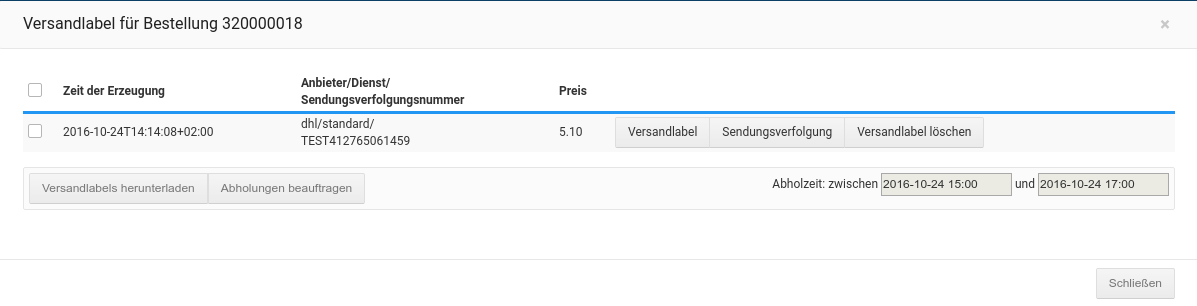 Versandlabel für Bestellung 320000018
×
Zeit der Erzeugung
Anbieter/Dienst/
Sendungsverfolgungsnummer
Preis
2016-10-24T14:14:08+02:00
dhl/standard/
TEST412765061459
5.10
Versandlabel
Sendungsverfolgung
Versandlabel löschen
Versandlabels herunterladen
Abholungen beauftragen
Abholzeit: zwischen 2016-10-24 15:00 und 2016-10-24 17:00
Schließen